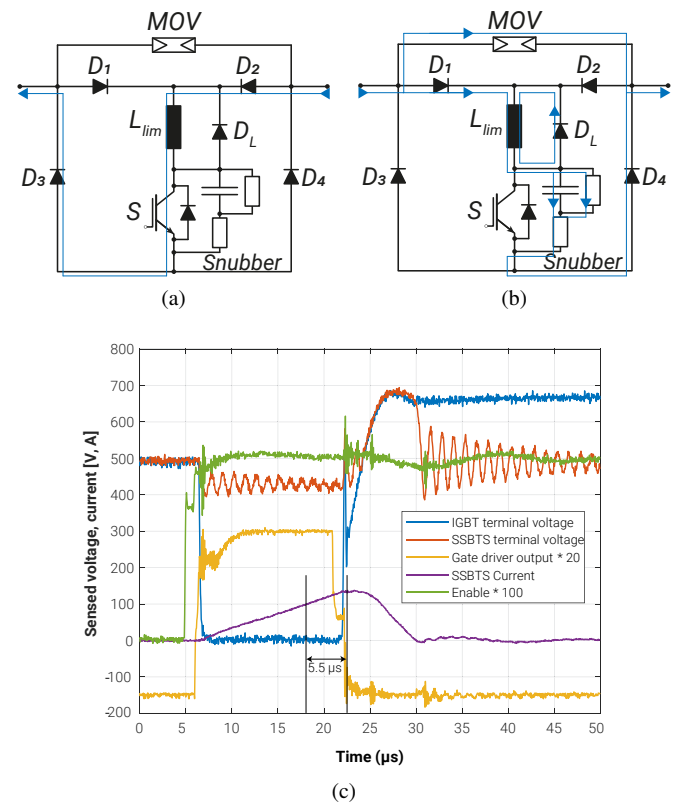 MOV
D1
D2
Llim
DL
D3
D4
S
Snubber
(a)
MOV
D1
D2
Llim
DL
D3
D4
S
Snubber
(b)
Sensed voltage, current [V, A]
800
700
600
500
400
300
200
100
0
-100
-200
IGBT terminal voltage
SSBTS terminal voltage
Gate driver output * 20
SSBTS Current
Enable * 100
5.5 µs
0
5
10
15
20
25
30
35
40
45
50
Time (µs)
(c)